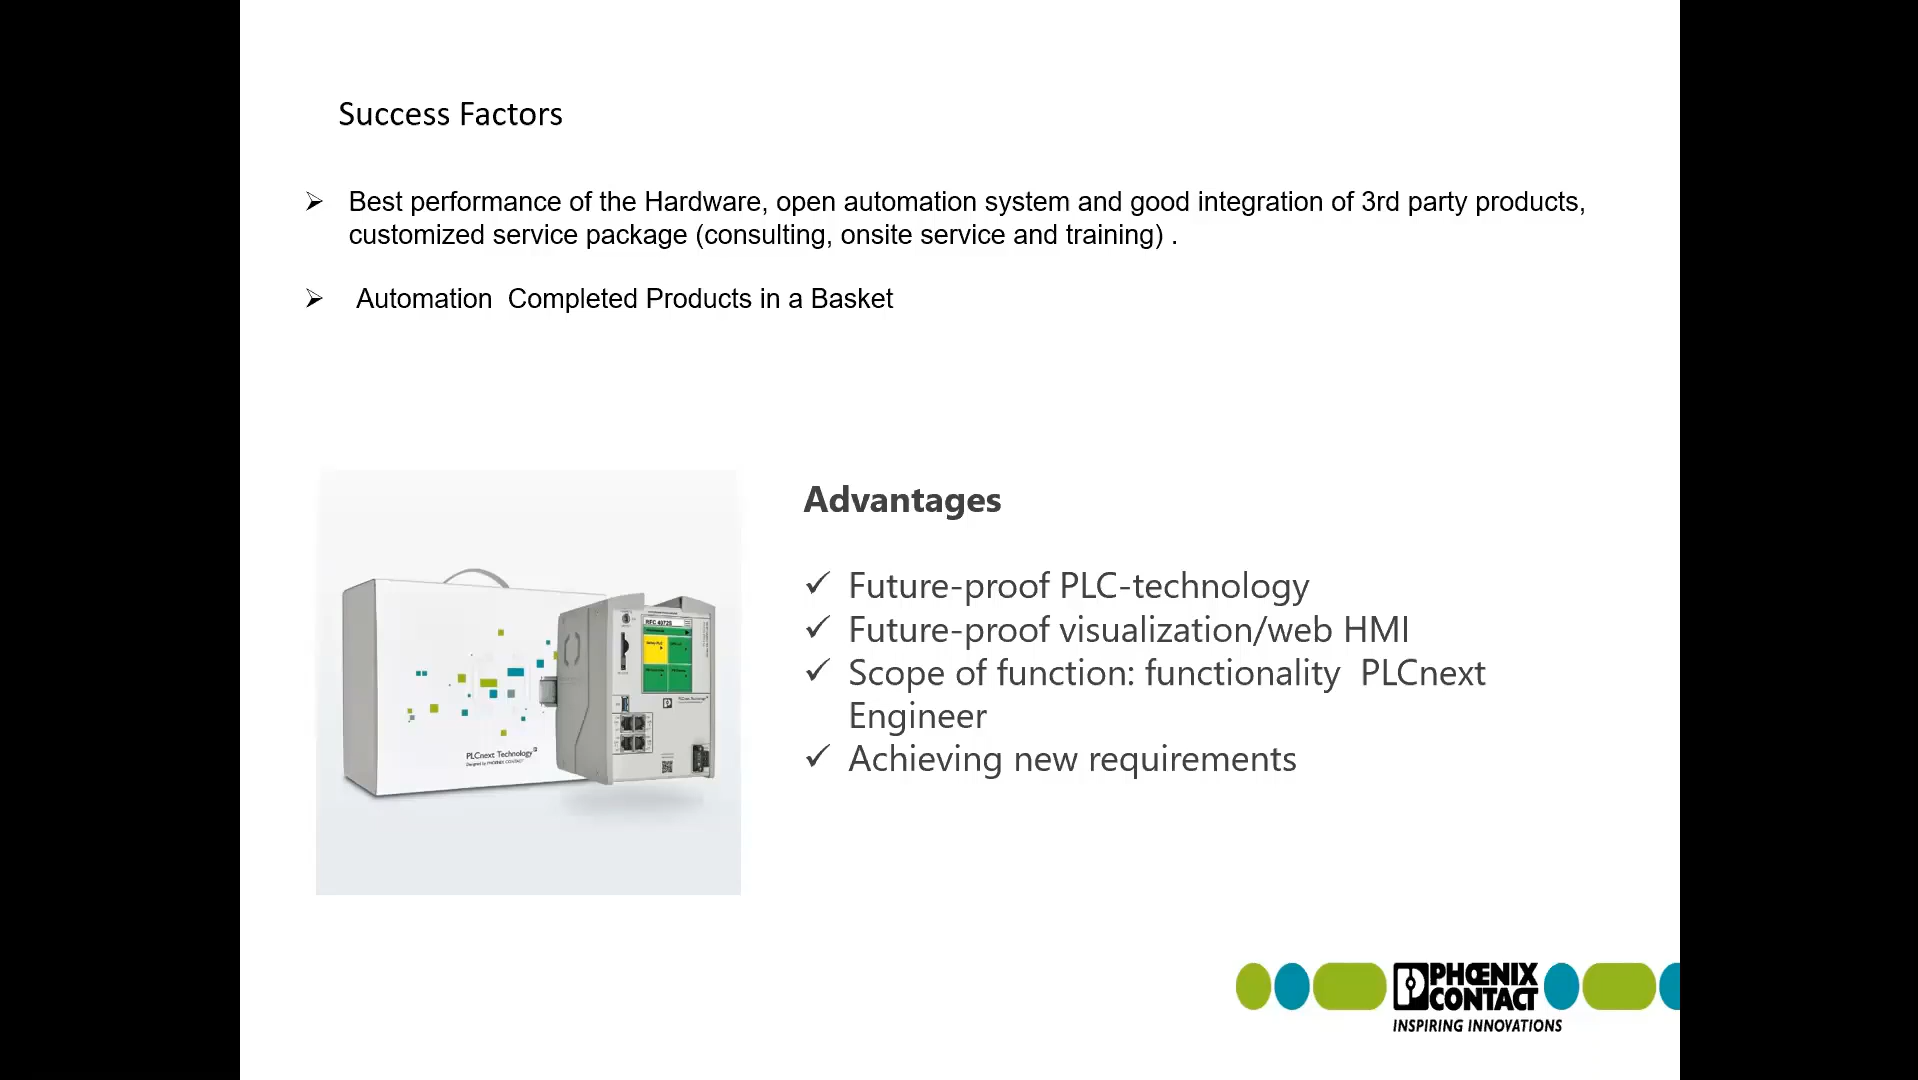 Success Factors
➢ Best performance of the Hardware, open automation system and good integration of 3rd party products,
customized service package (consulting, onsite service and training) .
➢ Automation  Completed Products in a Basket
Advantages
✓ Future-proof PLC-technology
✓ Future-proof visualization/web HMI
✓ Scope of function: functionality  PLCnext
Engineer
✓ Achieving new requirements
RFC 4072S
PLCnext Technology
Designed by PHOENIX CONTACT
PHŒNIX
CONTACT
INSPIRING INNOVATIONS